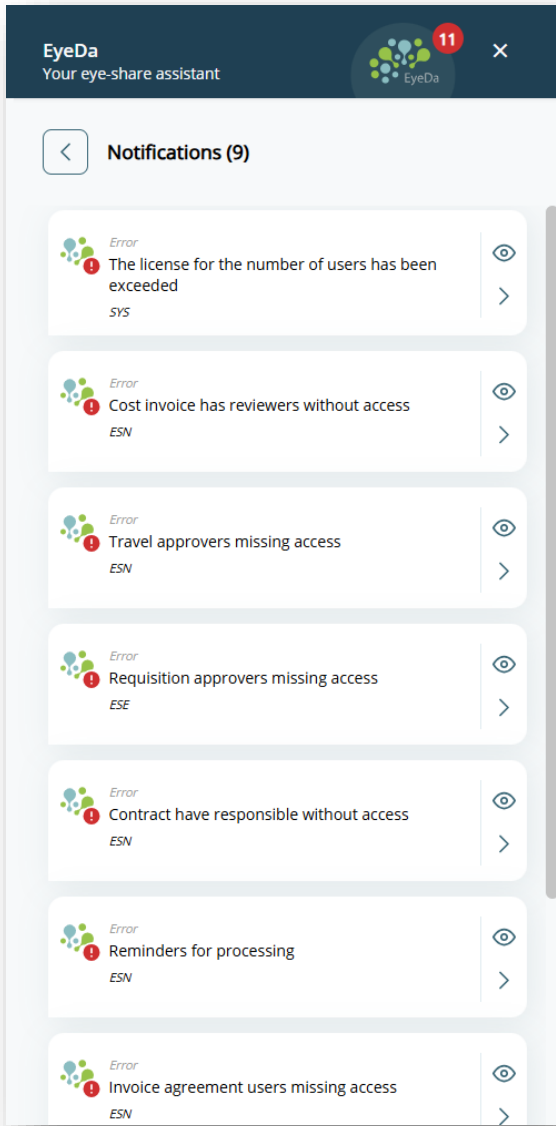 EyeDa
Your eye-share assistant
11
EyeDa
Notifications (9)
Error
The license for the number of users has been
exceeded
SYS
Error
Cost invoice has reviewers without access
ESN
Error
Travel approvers missing access
ESN
Error
Requisition approvers missing access
ESE
Error
Contract have responsible without access
ESN
Error
Reminders for processing
ESN
Error
Invoice agreement users missing access
ESN